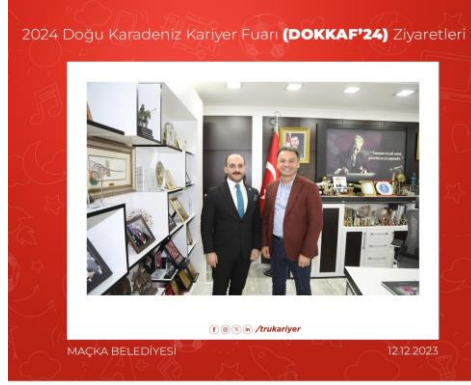 2024 Doğu Karadeniz Kariyer Fuarı (DOKKAF'24) Ziyaretleri
/trukariyer
MAÇKA BELEDİYESİ
12.12.2023